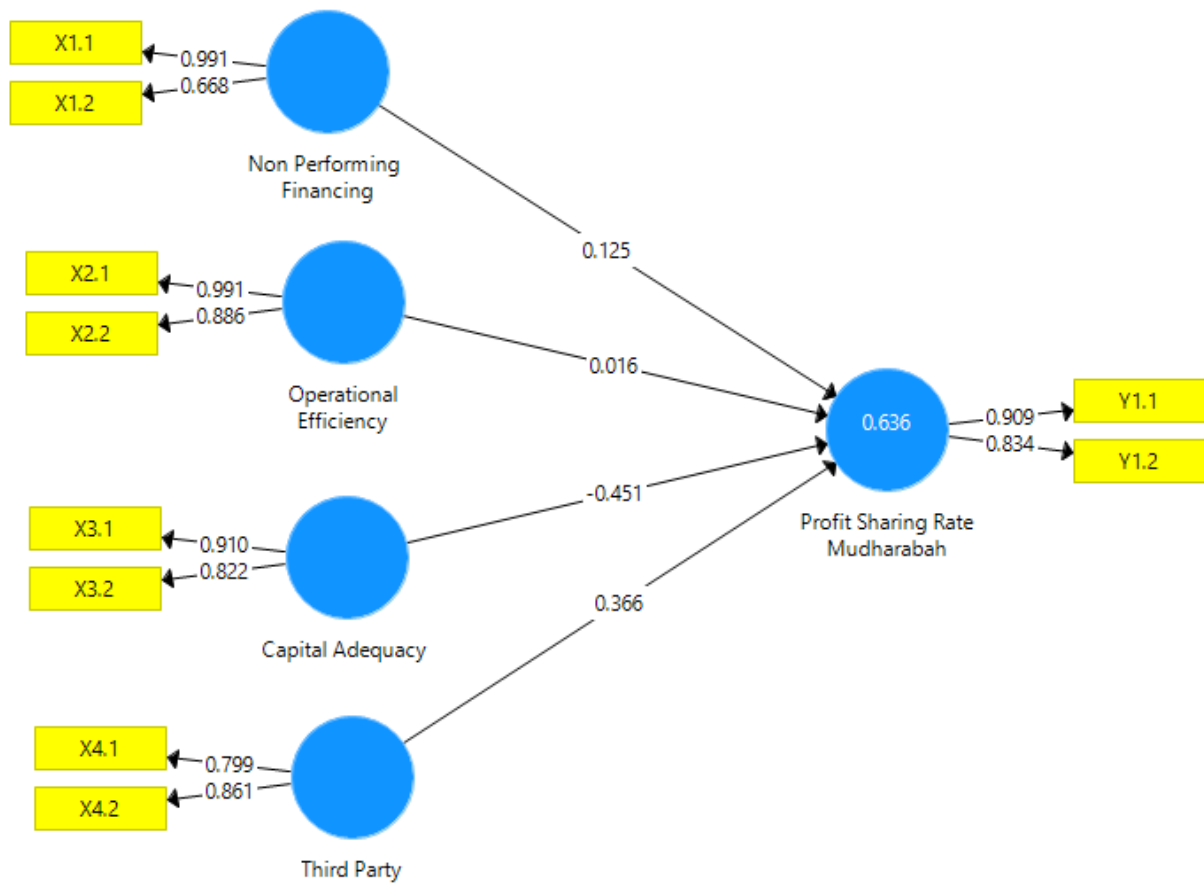 X1.1
0.991
X1.2
0.668
Non Performing
Financing
0.125
X2.1
0.991
X2.2
0.886
Operational
Efficiency
0.016
0.636
Y1.1
0.909
Y1.2
0.834
Profit Sharing Rate
Mudharabah
X3.1
0.910
X3.2
0.822
Capital Adequacy
-0.451
0.366
X4.1
0.799
X4.2
0.861
Third Party